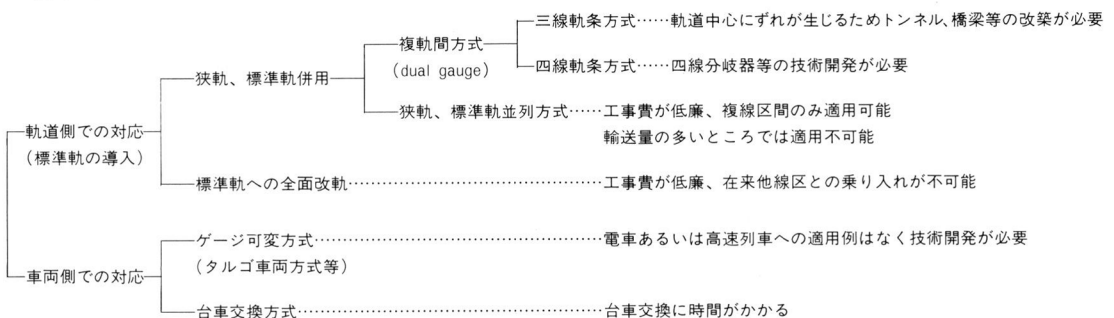 三線軌条方式……軌道中心にずれが生じるためトンネル、橋梁等の改築が必要
複軌間方式
(dual gauge)
四線軌条方式……四線分岐器等の技術開発が必要
狭軌、標準軌併用
狭軌、標準軌並列方式……工事費が低廉、複線区間のみ適用可能
輸送量の多いところでは適用不可能
軌道側での対応
(標準軌の導入)
標準軌への全面改軌……工事費が低廉、在来他線区との乗り入れが不可能
ゲージ可変方式……電車あるいは高速列車への適用例はなく技術開発が必要
(タルゴ車両方式等)
車両側での対応
台車交換方式……台車交換に時間がかかる